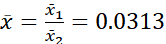 x̄ = x̄₁/x̄₂ = 0.0313